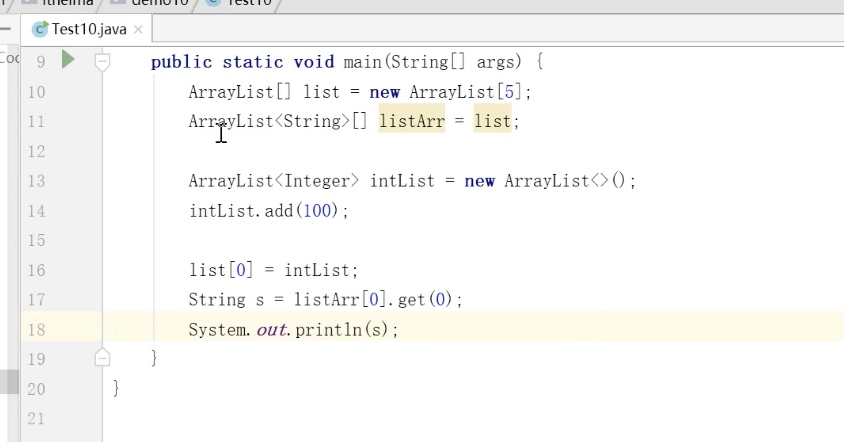 itheima demo10 Test10
Test10.java ×
9 public static void main(String[] args) {
10 ArrayList[] list = new ArrayList[5];
11 ArrayList<String>[] listArr = list;
12
13 ArrayList<Integer> intList = new ArrayList<>();
14 intList.add(100);
15
16 list[0] = intList;
17 String s = listArr[0].get(0);
18 System.out.println(s);
19 }
20 }
21